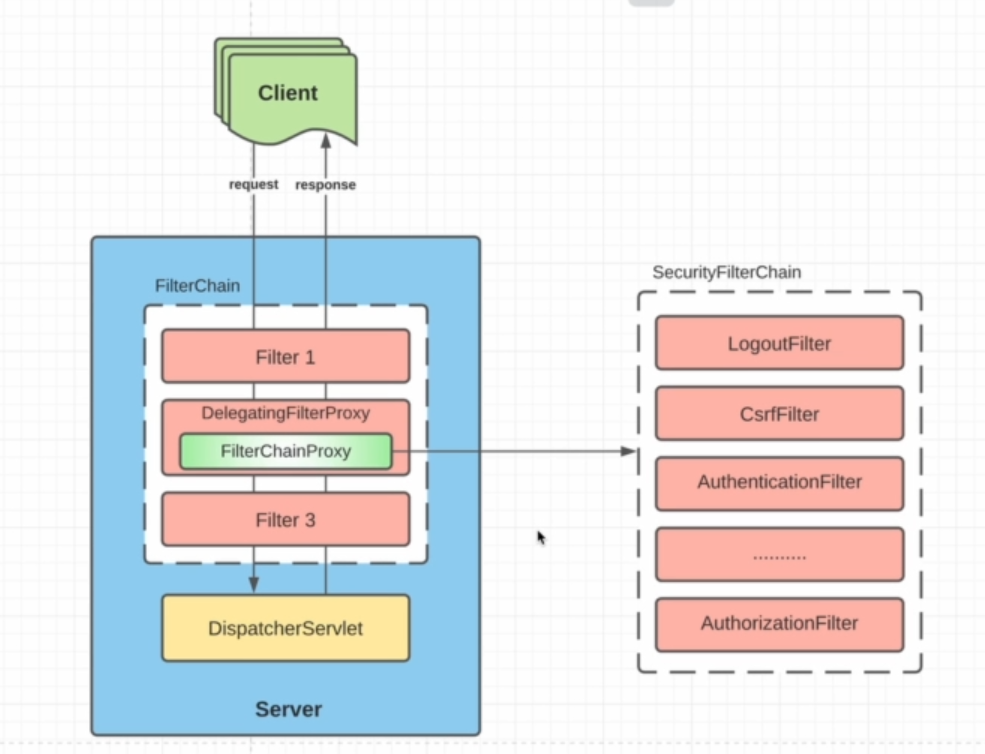 Client
request response
FilterChain
Filter 1
DelegatingFilterProxy
FilterChainProxy
Filter 3
DispatcherServlet
Server
SecurityFilterChain
LogoutFilter
CsrfFilter
AuthenticationFilter
..........
AuthorizationFilter